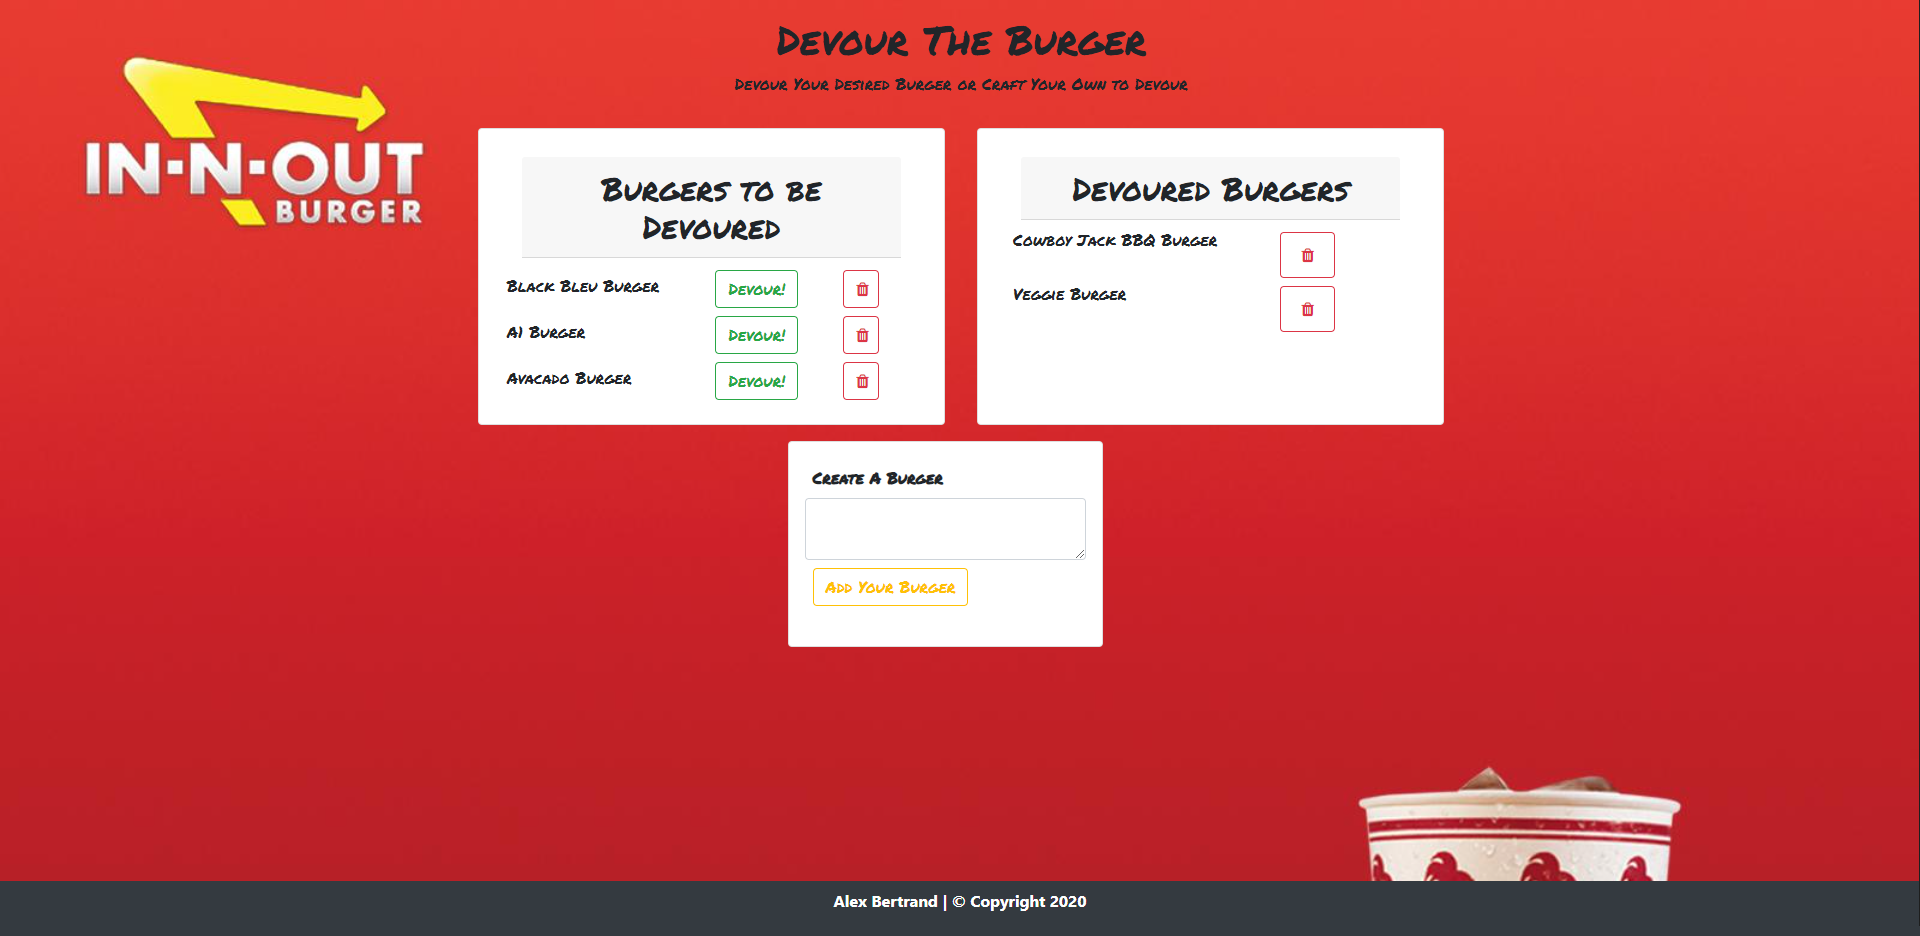 Devour The Burger
Devour Your Desired Burger or Craft Your Own to Devour
IN-N-OUT
BURGER
Burgers to be
Devoured
Black Bleu Burger
Devour!
A1 Burger
Devour!
Avacado Burger
Devour!
Devoured Burgers
Cowboy Jack BBQ Burger
Veggie Burger
Create A Burger
Add Your Burger
Alex Bertrand | © Copyright 2020